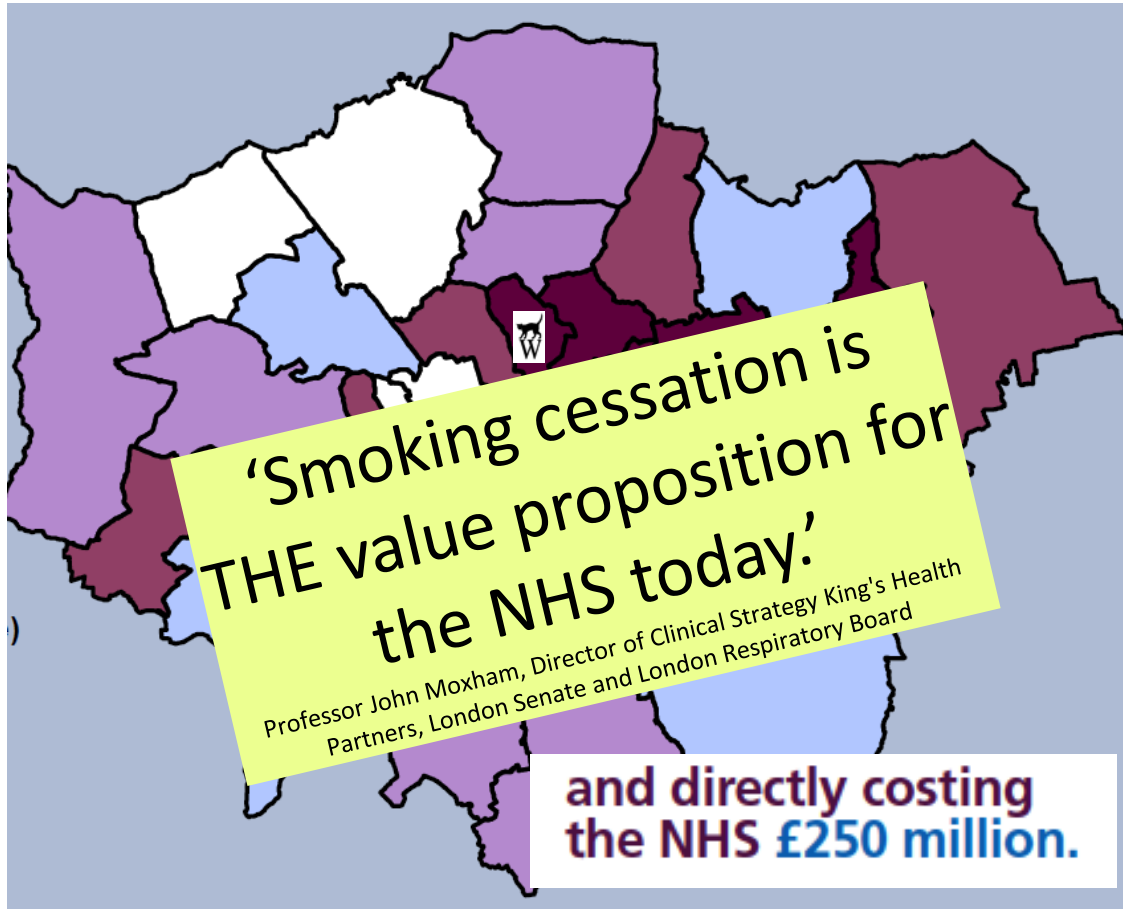 W
‘Smoking cessation is
THE value proposition for
the NHS today.’
)
Professor John Moxham, Director of Clinical Strategy King's Health
Partners, London Senate and London Respiratory Board
and directly costing
the NHS £250 million.